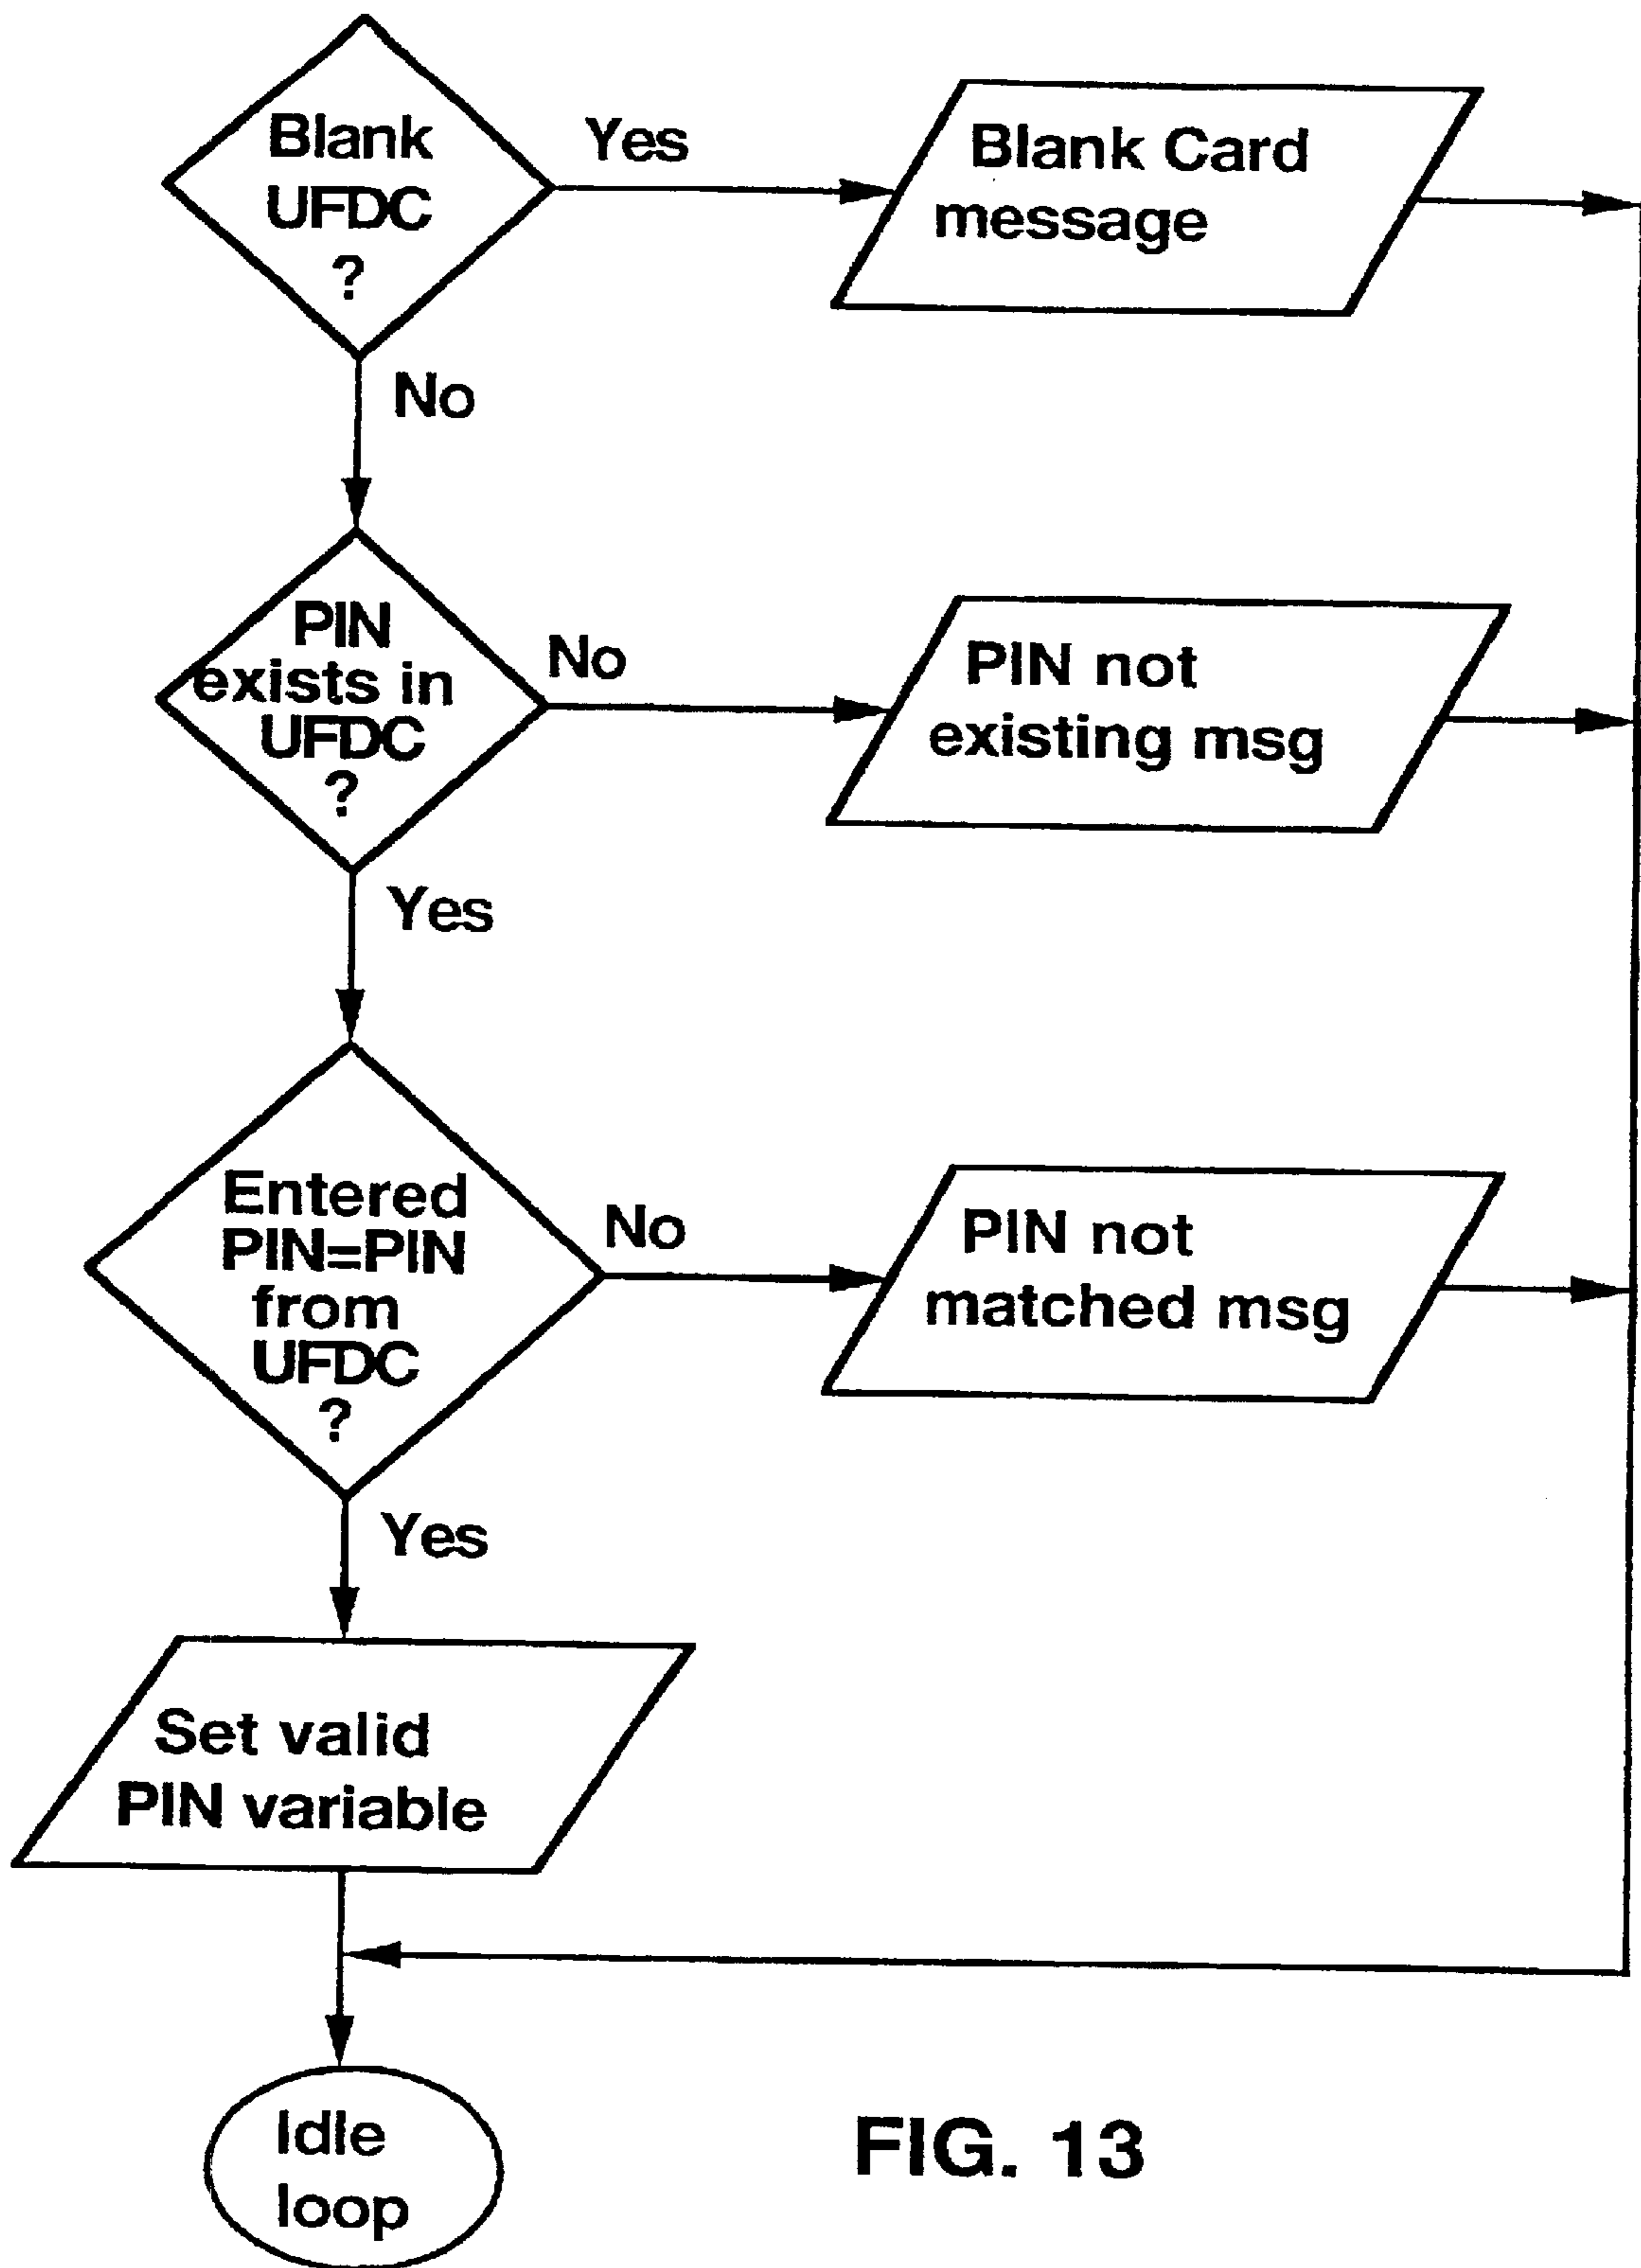 Blank
UFDC
?
Yes
Blank Card
message
No
PIN
exists in
UFDC
?
No
PIN not
existing msg
Yes
Entered
PIN=PIN
from
UFDC
?
No
PIN not
matched msg
Yes
Set valid
PIN variable
Idle
loop
FIG. 13